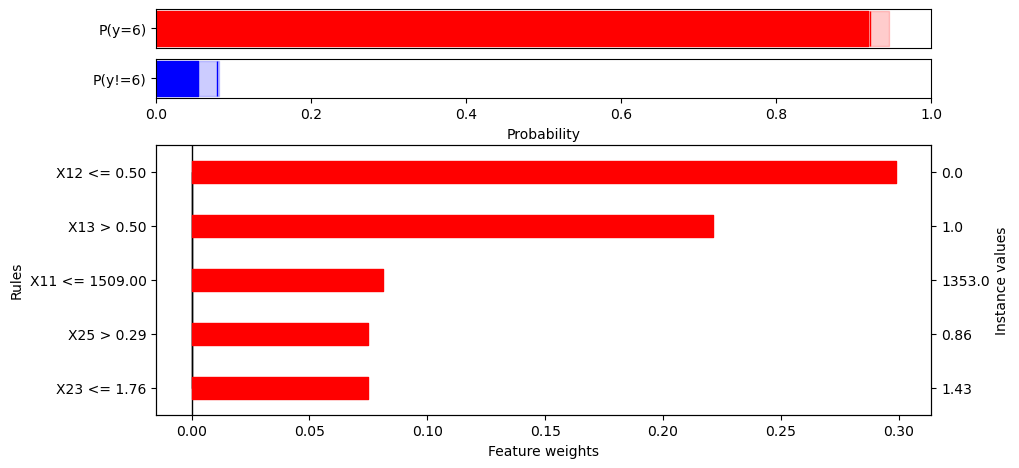 P(y=6)
P(y!=6)
0.0 0.2 0.4 0.6 0.8 1.0
Probability
X12 <= 0.50 0.0
X13 > 0.50 1.0
X11 <= 1509.00 1353.0
X25 > 0.29 0.86
X23 <= 1.76 1.43
Rules
Instance values
0.00 0.05 0.10 0.15 0.20 0.25 0.30
Feature weights